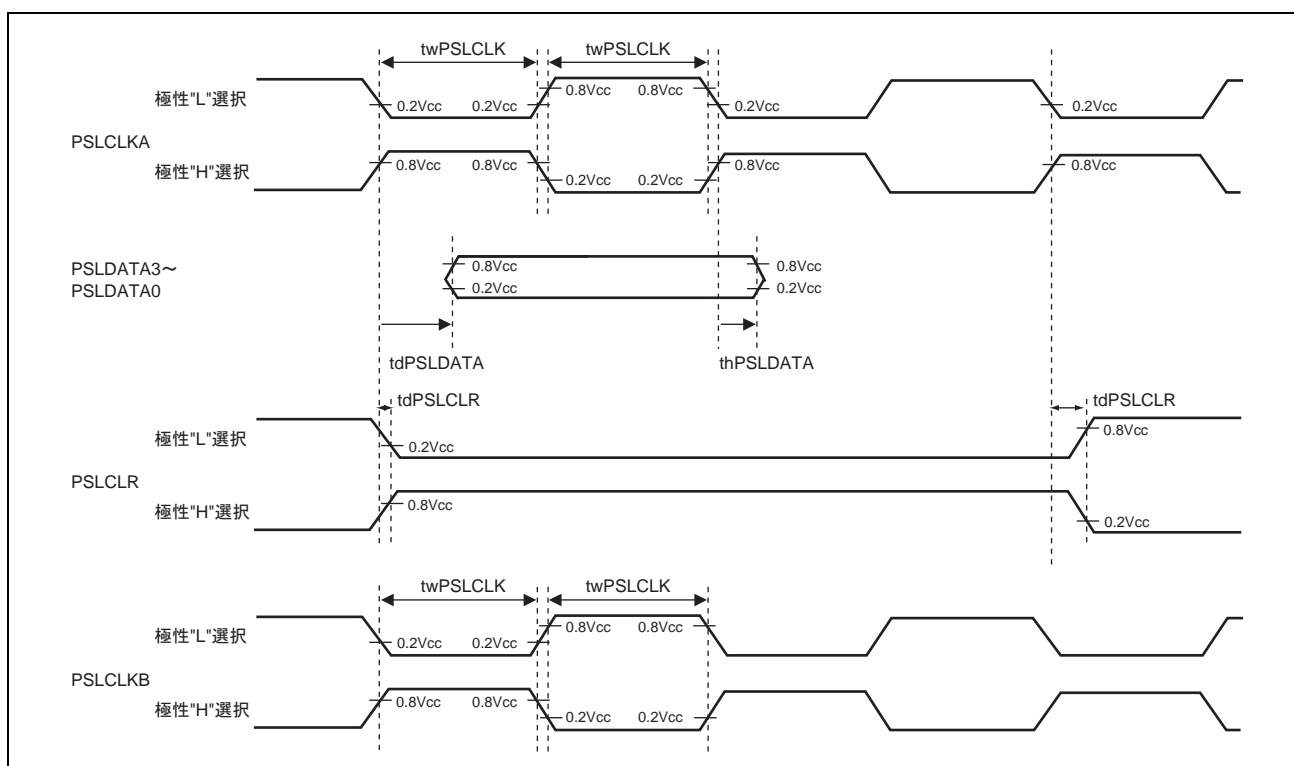 twPSLCLK twPSLCLK
0.8Vcc 0.8Vcc
極性"L"選択
0.2Vcc 0.2Vcc 0.2Vcc 0.2Vcc
PSLCLKA
極性"H"選択
0.8Vcc 0.8Vcc 0.8Vcc 0.8Vcc
0.2Vcc 0.2Vcc
PSLDATA3～
PSLDATA0
0.8Vcc 0.8Vcc
0.2Vcc 0.2Vcc
tdPSLDATA thPSLDATA
tdPSLCLR tdPSLCLR
極性"L"選択
0.2Vcc 0.8Vcc
PSLCLR
極性"H"選択
0.8Vcc 0.2Vcc
twPSLCLK twPSLCLK
0.8Vcc 0.8Vcc
極性"L"選択
0.2Vcc 0.2Vcc
PSLCLKB
極性"H"選択
0.8Vcc 0.8Vcc
0.2Vcc 0.2Vcc